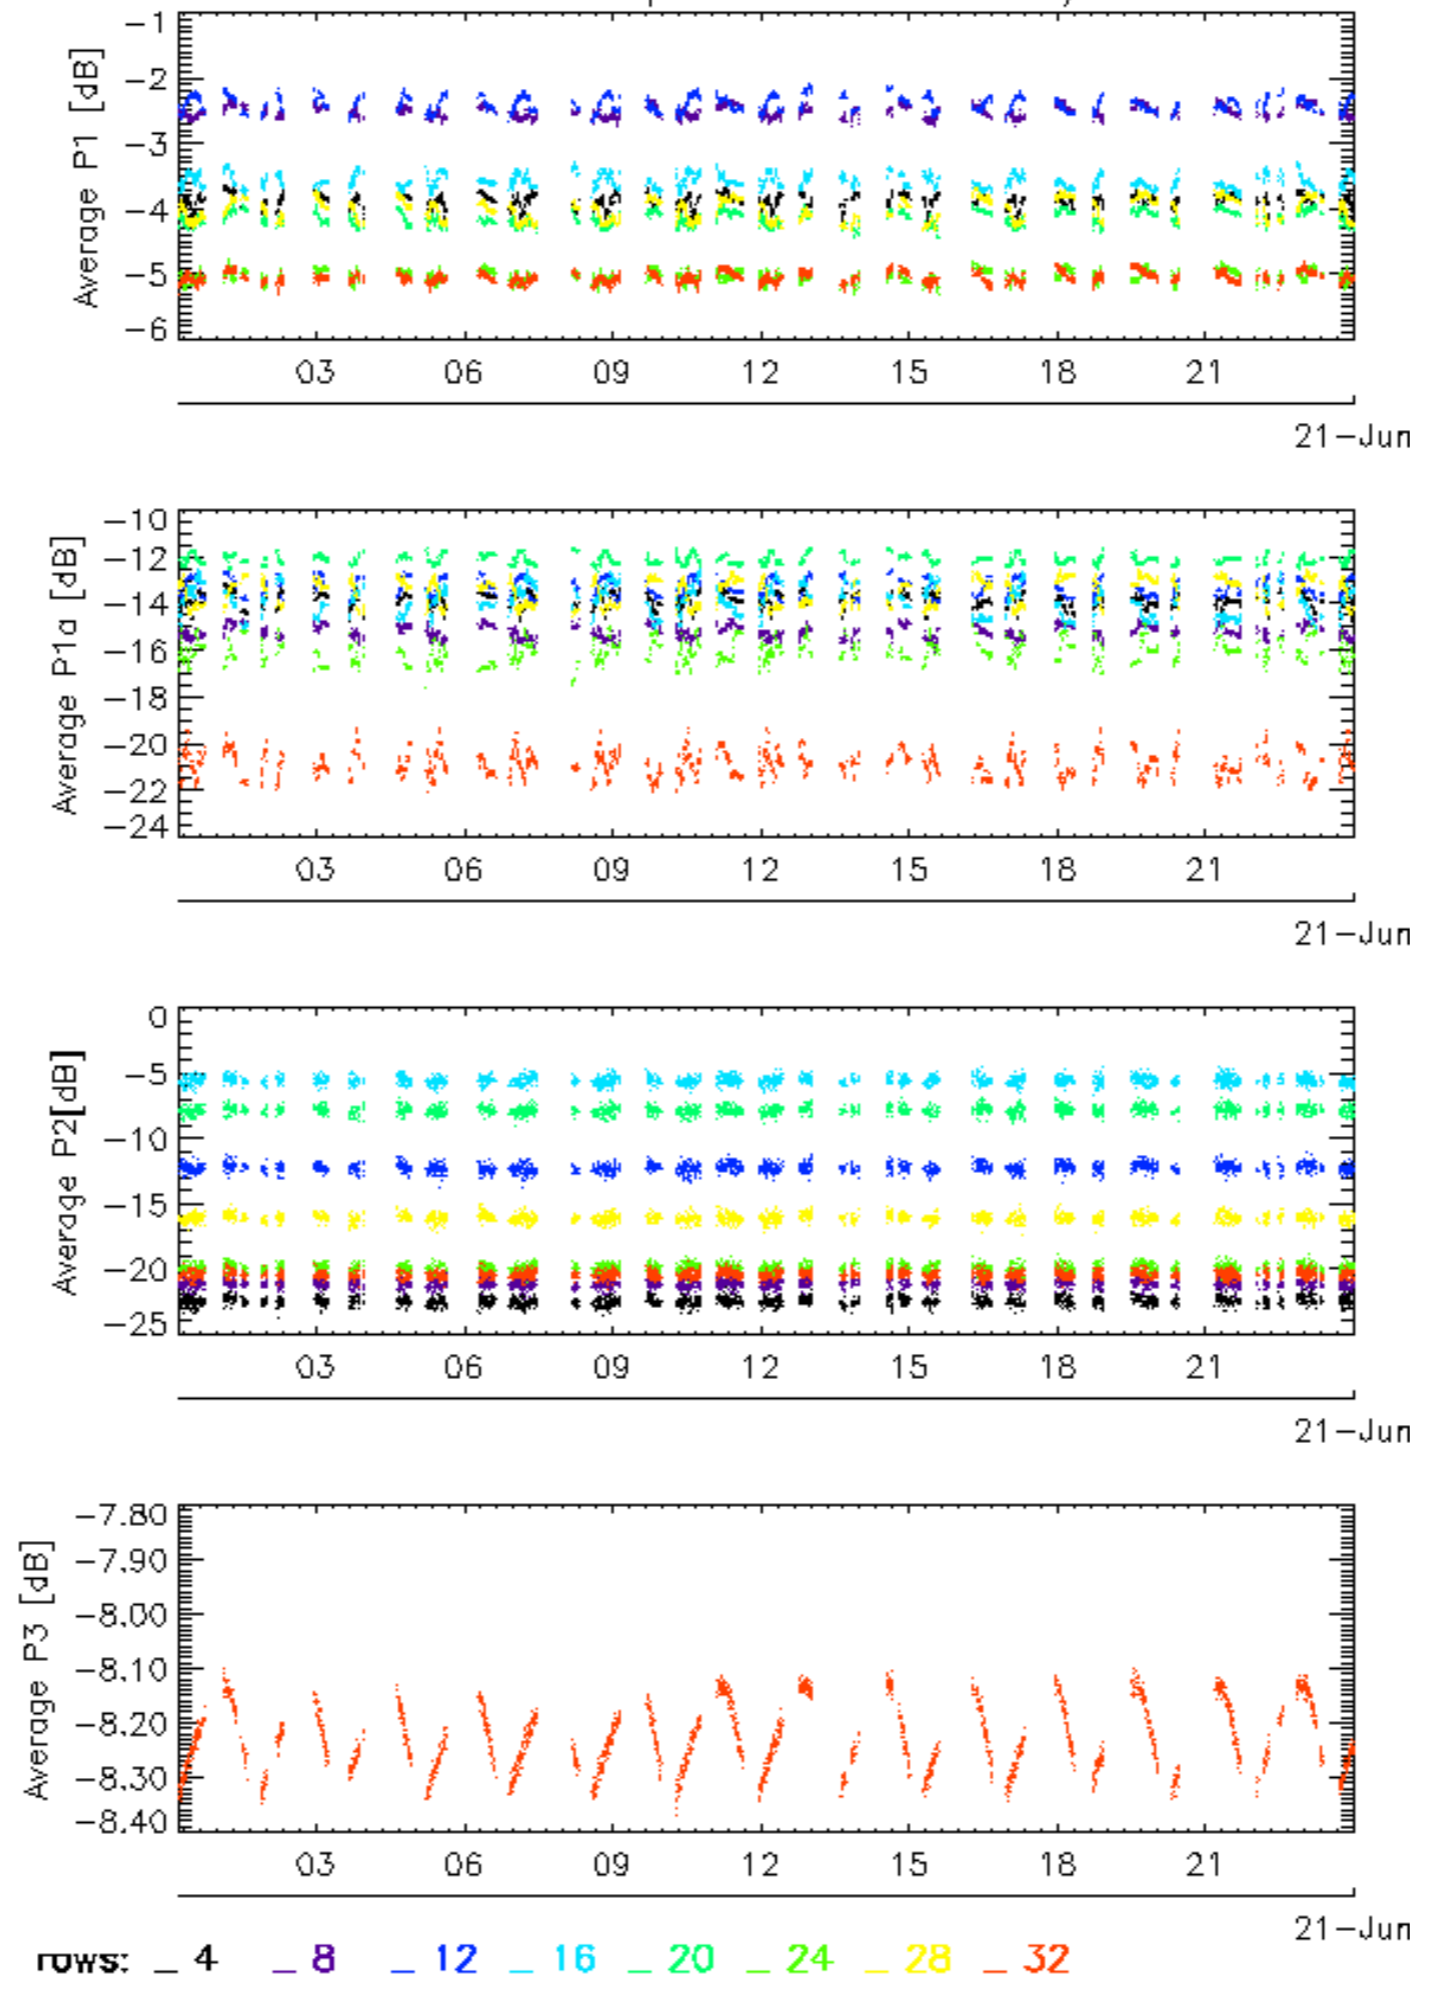 Average P1 [dB]
-1
-2
-3
-4
-5
-6
03 06 09 12 15 18 21
21-Jun
Average P1a [dB]
-10
-12
-14
-16
-18
-20
-22
-24
03 06 09 12 15 18 21
21-Jun
Average P2[dB]
0
-5
-10
-15
-20
-25
03 06 09 12 15 18 21
21-Jun
Average P3 [dB]
-7.80
-7.90
-8.00
-8.10
-8.20
-8.30
-8.40
03 06 09 12 15 18 21
21-Jun
rows: _ 4 _ 8 _ 12 _ 16 _ 20 _ 24 _ 28 _ 32